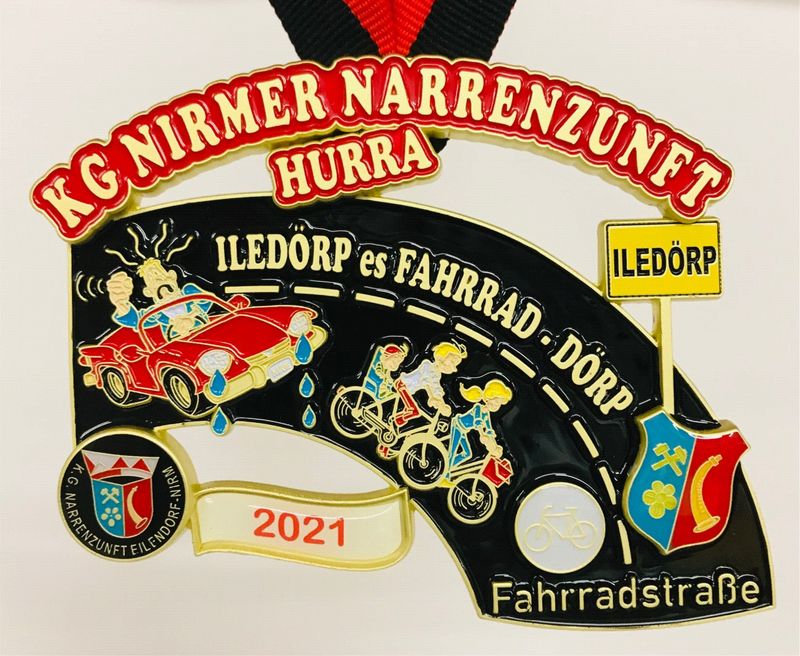 KG NIRMER NARRENZUNFT
HURRA
ILEDÖRP es FAHRRAD - DÖRP
ILEDÖRP
K.G. NARRENZUNFT EILENDORF-NIRM
2021
Fahrradstraße